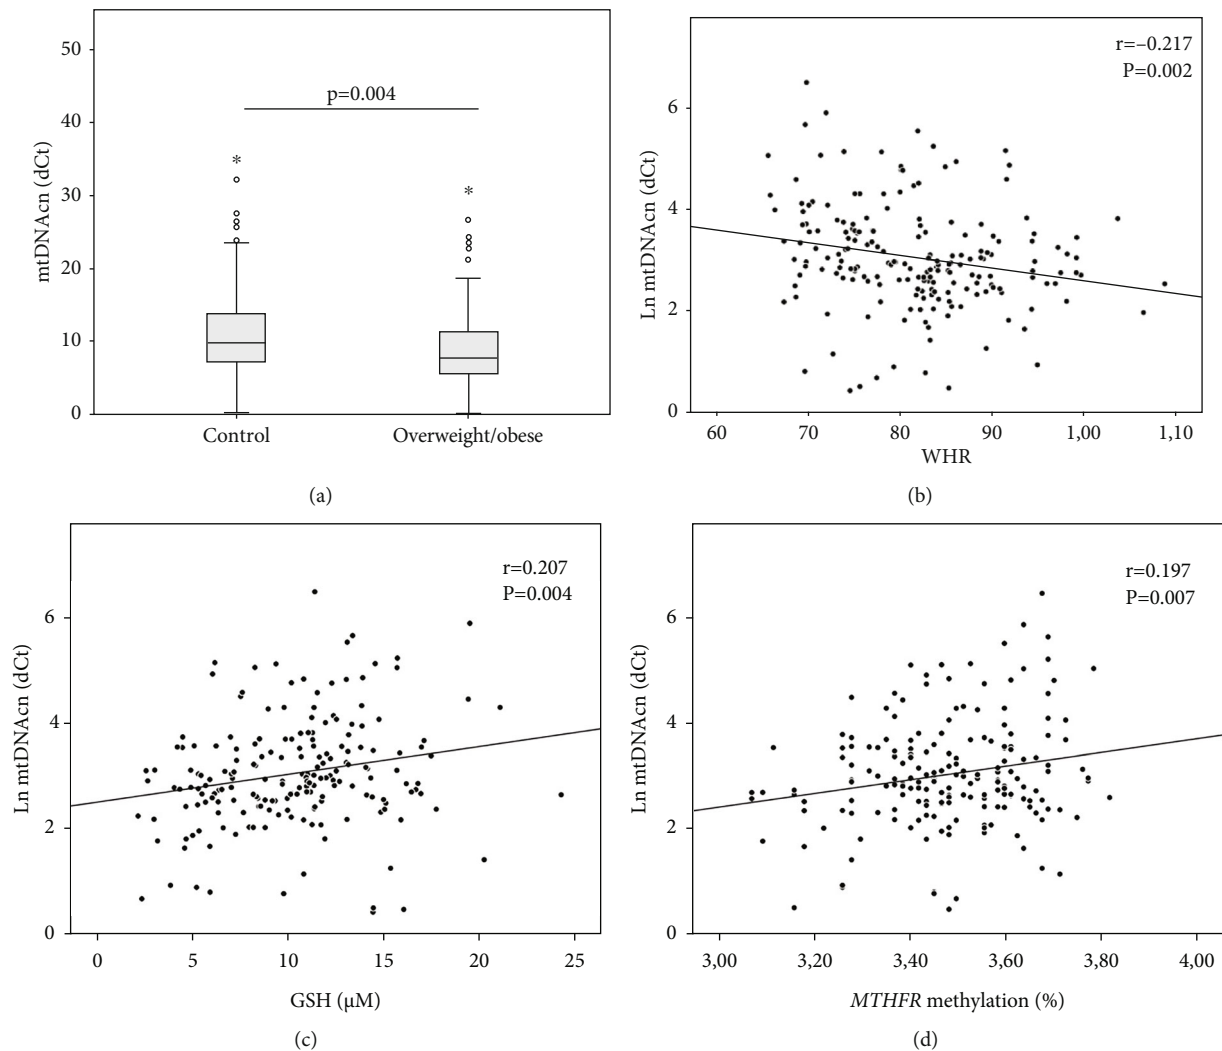 50
40
30
20
10
0
mtDNAcn (dCt)
p=0.004
*
*
Control
Overweight/obese
(a)
r=–0.217
P=0.002
6
4
2
0
Ln mtDNAcn (dCt)
60
70
80
90
1,00
1,10
WHR
(b)
r=0.207
P=0.004
6
4
2
0
Ln mtDNAcn (dCt)
0
5
10
15
20
25
GSH (μM)
(c)
r=0.197
P=0.007
6
4
2
0
Ln mtDNAcn (dCt)
3,00
3,20
3,40
3,60
3,80
4,00
MTHFR methylation (%)
(d)